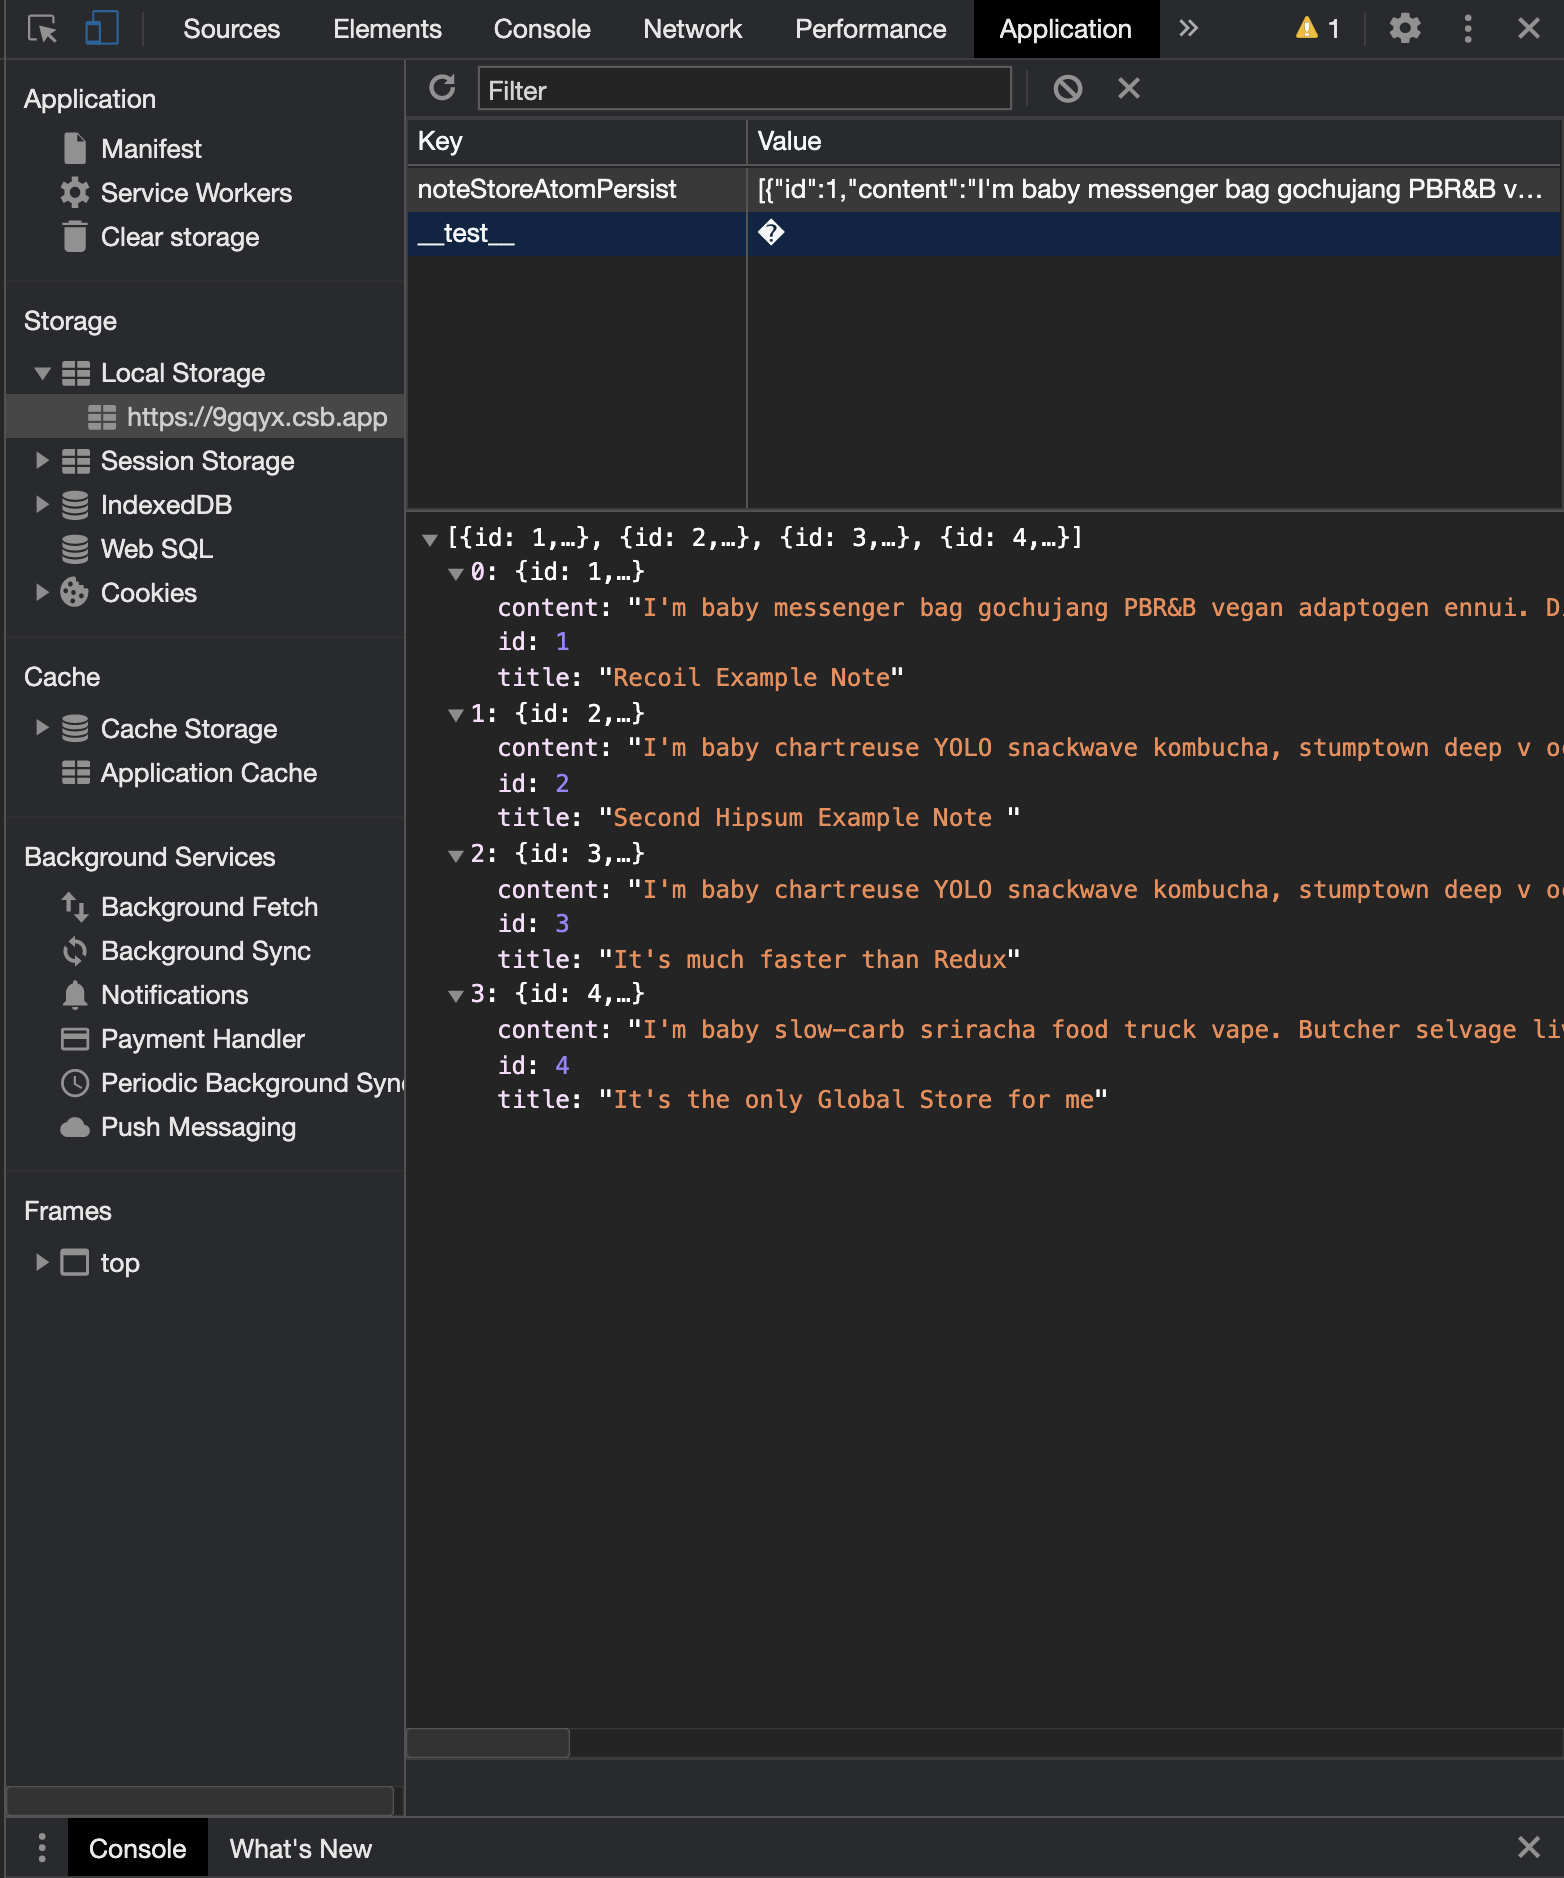 Sources Elements Console Network Performance Application » 1
Application
Manifest
Service Workers
Clear storage
Storage
Local Storage
https://9gqyx.csb.app
Session Storage
IndexedDB
Web SQL
Cookies
Cache
Cache Storage
Application Cache
Background Services
Background Fetch
Background Sync
Notifications
Payment Handler
Periodic Background Sync
Push Messaging
Frames
top
Filter
Key Value
noteStoreAtomPersist [{"id":1,"content":"I'm baby messenger bag gochujang PBR&B v…
__test__ �
[{id: 1,…}, {id: 2,…}, {id: 3,…}, {id: 4,…}]
0: {id: 1,…}
content: "I'm baby messenger bag gochujang PBR&B vegan adaptogen ennui. D
id: 1
title: "Recoil Example Note"
1: {id: 2,…}
content: "I'm baby chartreuse YOLO snackwave kombucha, stumptown deep v
id: 2
title: "Second Hipsum Example Note "
2: {id: 3,…}
content: "I'm baby chartreuse YOLO snackwave kombucha, stumptown deep v
id: 3
title: "It's much faster than Redux"
3: {id: 4,…}
content: "I'm baby slow-carb sriracha food truck vape. Butcher selvage
id: 4
title: "It's the only Global Store for me"
Console What's New